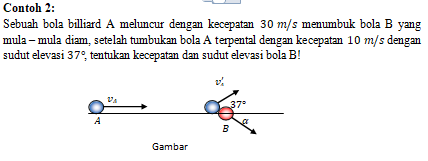 Contoh 2:
Sebuah bola billiard A meluncur dengan kecepatan 30 m/s menumbuk bola B yang
mula – mula diam, setelah tumbukan bola A terpental dengan kecepatan 10 m/s dengan
sudut elevasi 37°, tentukan kecepatan dan sudut elevasi bola B!
v'ₐ
v_A
37°
α
A
B
Gambar